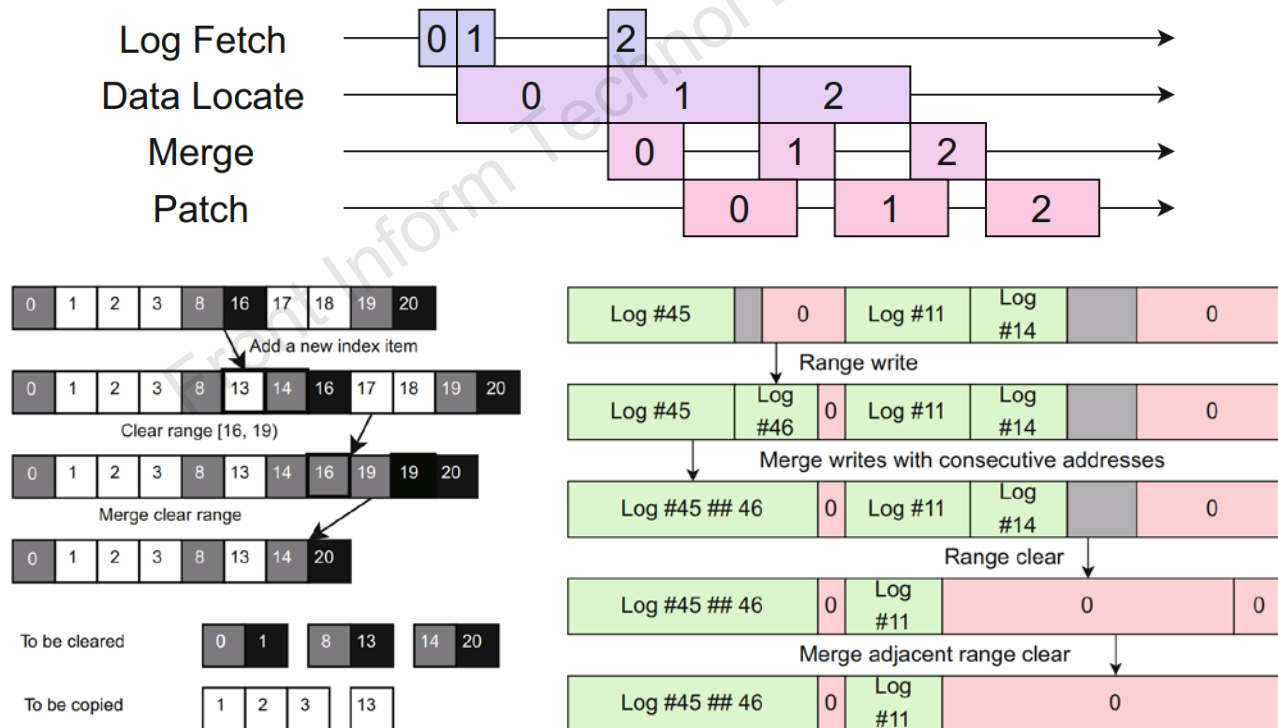 Log Fetch 0 1 2
Data Locate 0 1 2
Merge 0 1 2
Patch 0 1 2
Front Inform Technol
0 1 2 3 8 16 17 18 19 20
Add a new index item
0 1 2 3 8 13 14 16 17 18 19 20
Clear range [16, 19)
0 1 2 3 8 13 14 16 19 19 20
Merge clear range
0 1 2 3 8 13 14 20
To be cleared 0 1 8 13 14 20
To be copied 1 2 3 13
Log #45 0 Log #11 Log #14 0
Range write
Log #45 Log #46 0 Log #11 Log #14 0
Merge writes with consecutive addresses
Log #45 ## 46 0 Log #11 Log #14 0
Range clear
Log #45 ## 46 0 Log #11 0 0
Merge adjacent range clear
Log #45 ## 46 0 Log #11 0